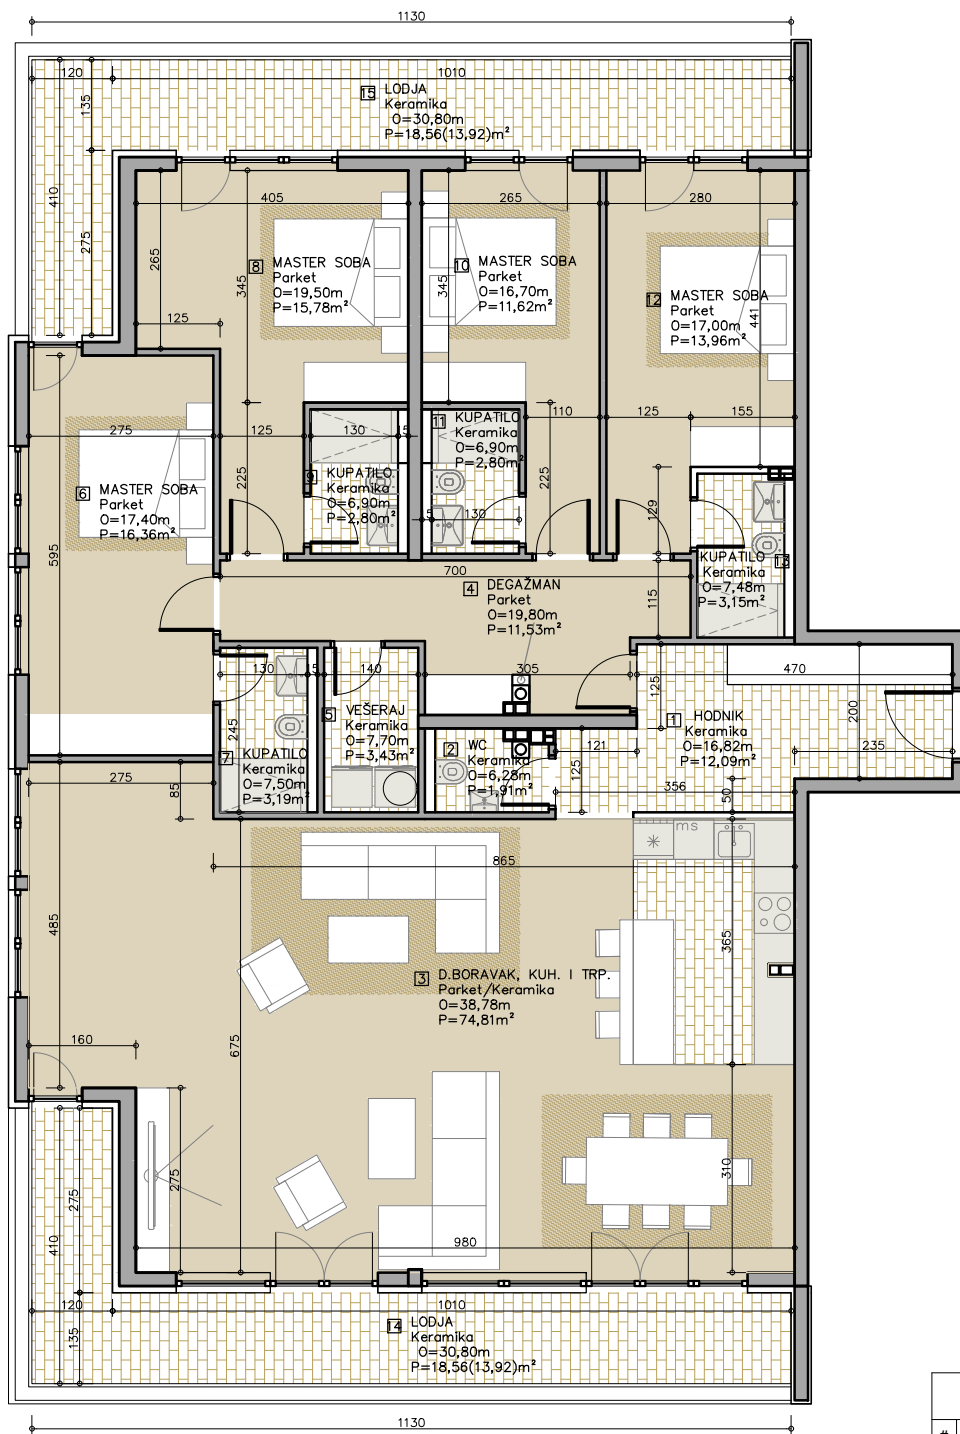 1130
120
1010
135
15 LODJA
Keramika
O=30,80m
P=18,56(13,92)m²
410
275
405
265
280
265
345
8 MASTER SOBA
Parket
O=19,50m
P=15,78m²
345
10 MASTER SOBA
Parket
O=16,70m
P=11,62m²
12 MASTER SOBA
Parket
O=17,00m
P=13,96m²
441
125
275
125
130
15
110
125
155
6 MASTER SOBA
Parket
O=17,40m
P=16,36m²
595
225
9 KUPATILO
Keramika
O=6,90m
P=2,80m²
11 KUPATILO
Keramika
O=6,90m
P=2,80m²
130
225
129
KUPATILO 13
Keramika
O=7,48m
P=3,15m²
700
4 DEGAŽMAN
Parket
O=19,80m
P=11,53m²
115
130
15
140
305
125
470
200
245
5 VEŠERAJ
Keramika
O=7,70m
P=3,43m²
7 KUPATILO
Keramika
O=7,50m
P=3,19m²
2 WC
Keramika
O=6,28m
P=1,91m²
121
125
1 HODNIK
Keramika
O=16,82m
P=12,09m²
235
356
50
275
85
ms
865
485
365
3 D.BORAVAK, KUH. I TRP.
Parket/Keramika
O=38,78m
P=74,81m²
160
675
275
310
980
275
410
120
1010
135
14 LODJA
Keramika
O=30,80m
P=18,56(13,92)m²
1130
#